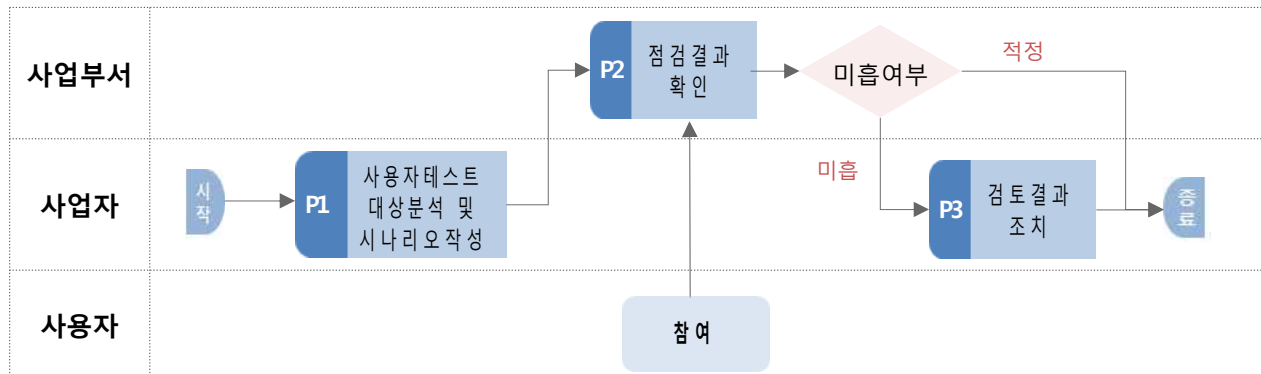 사업부서
P2
점검결과
확인
미흡여부
적정
사업자
시
작
P1
사용자테스트
대상분석 및
시나리오작성
미흡
P3
검토결과
조치
종
료
사용자
참여